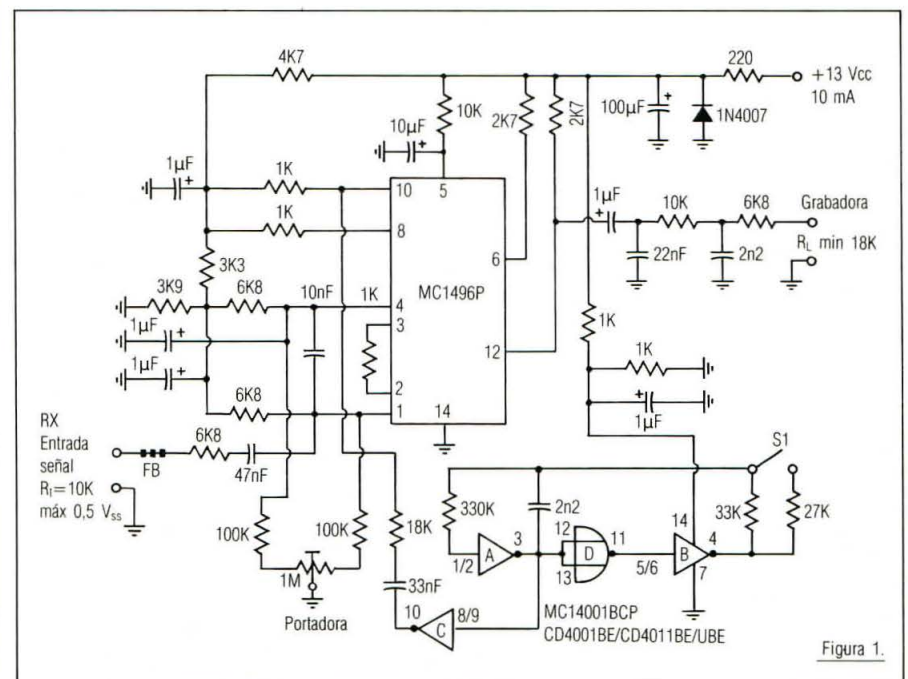 4K7
220
+13 Vcc
10 mA
10K
2K7
2K7
100µF
+
1N4007
10µF
+
1µF
+
1K
10
5
1K
8
1µF
+
10K
6K8
Grabadora
RL min 18K
22nF
2n2
3K3
6
MC1496P
3K9
6K8
10nF
1K
4
3
1µF
+
12
1K
1K
2
1µF
+
6K8
1
14
+
1µF
RX
Entrada
señal
RI=10K
máx 0,5 Vss
FB
6K8
47nF
S1
330K
2n2
33K
27K
100K
100K
18K
12
11
14
4
3
A
D
B
1/2
13
5/6
7
1M
33nF
Portadora
10
8/9
C
MC14001BCP
CD4001BE/CD4011BE/UBE
Figura 1.